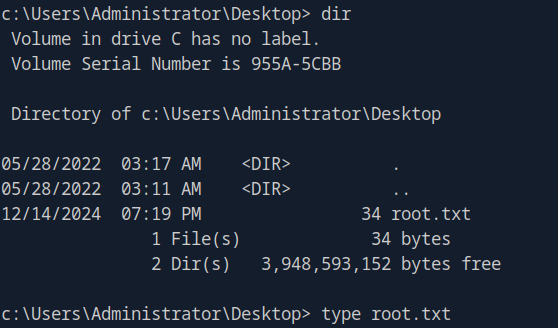 c:\Users\Administrator\Desktop> dir
Volume in drive C has no label.
Volume Serial Number is 955A-5CBB
Directory of c:\Users\Administrator\Desktop
05/28/2022  03:17 AM    <DIR>          .
05/28/2022  03:11 AM    <DIR>          ..
12/14/2024  07:19 PM                34 root.txt
1 File(s)             34 bytes
2 Dir(s)   3,948,593,152 bytes free
c:\Users\Administrator\Desktop> type root.txt